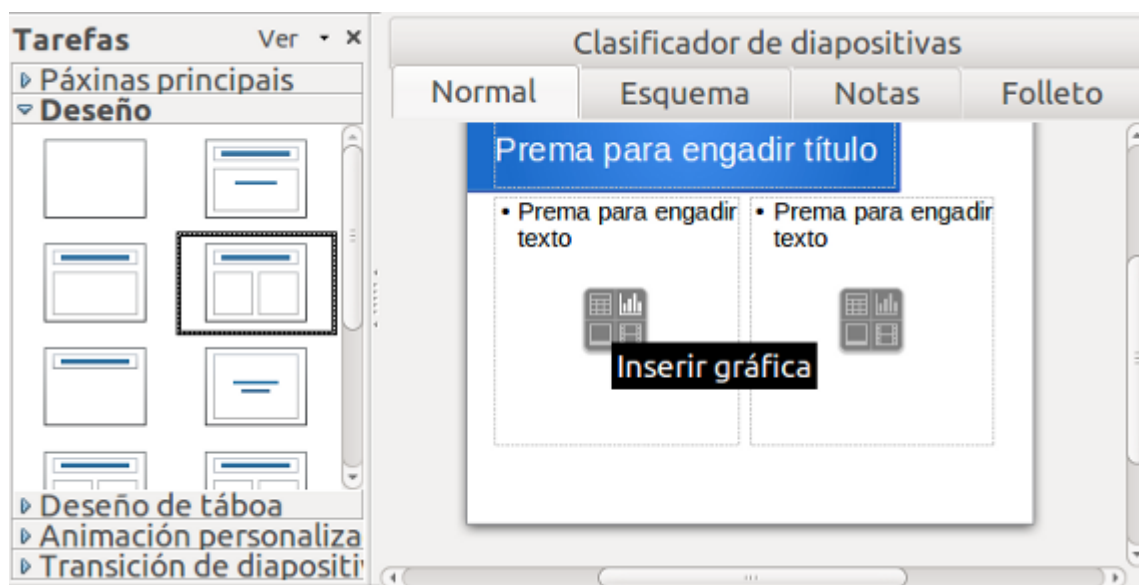 Tarefas Ver
Páxinas principais
Deseño
Deseño de táboa
Animación personaliza
Transición de diapositi
Clasificador de diapositivas
Normal Esquema Notas Folleto
Prema para engadir título
• Prema para engadir
texto
• Prema para engadir
texto
Inserir gráfica